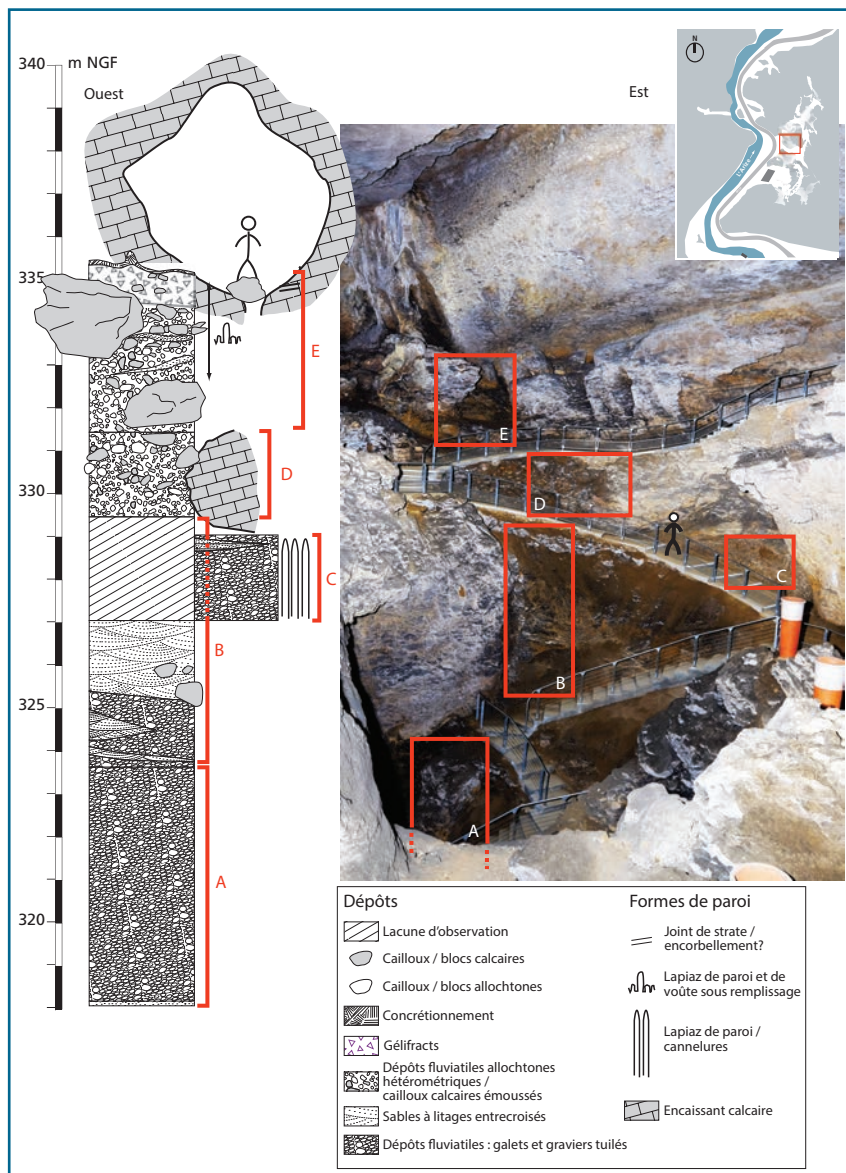 340
m NGF
Ouest
Est
N
L'Arize
335
E
330
D
C
325
B
320
A
E
D
C
B
A
Dépôts
Lacune d'observation
Cailloux / blocs calcaires
Cailloux / blocs allochtones
Concrétionnement
Gélifracts
Dépôts fluviatiles allochtones
hétérométriques /
cailloux calcaires émoussés
Sables à litages entrecroisés
Dépôts fluviatiles : galets et graviers tuilés
Formes de paroi
Joint de strate /
encorbellement?
Lapiaz de paroi et de
voûte sous remplissage
Lapiaz de paroi /
cannelures
Encaissant calcaire